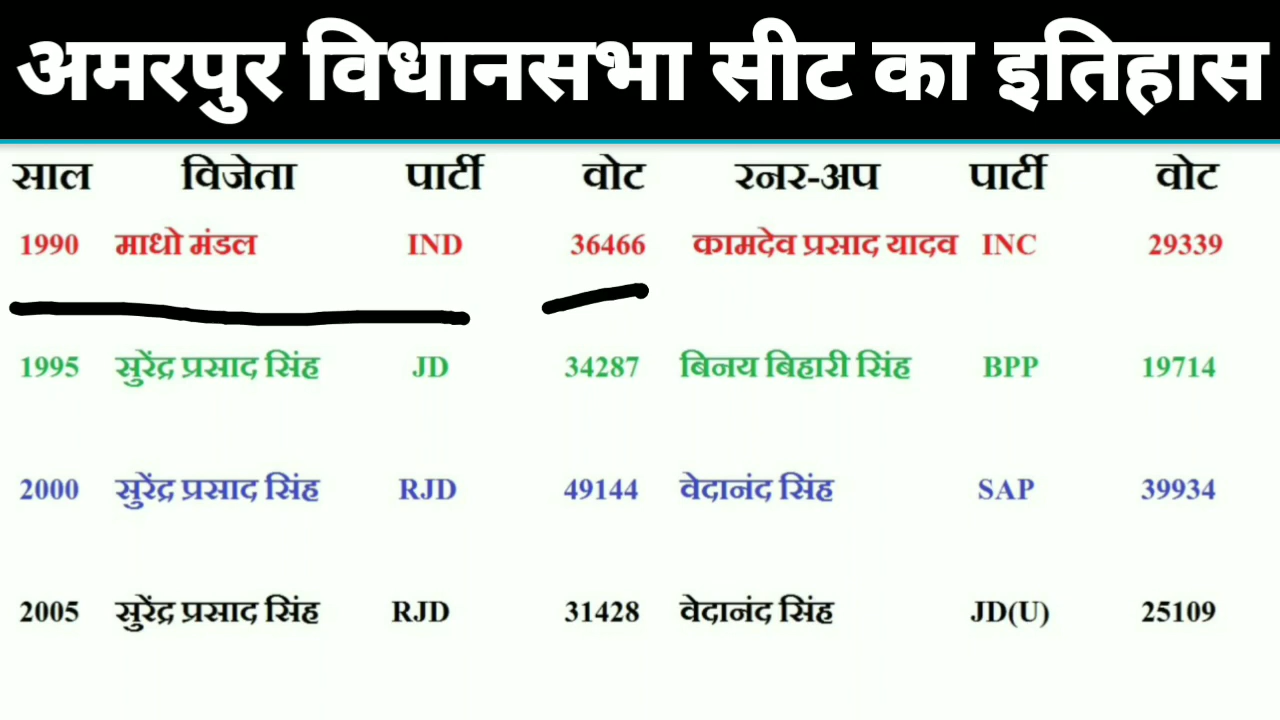 अमरपुर विधानसभा सीट का इतिहास
साल विजेता पार्टी वोट रनर-अप पार्टी वोट
1990 माधो मंडल IND 36466 कामदेव प्रसाद यादव INC 29339
1995 सुरेंद्र प्रसाद सिंह JD 34287 बिनय बिहारी सिंह BPP 19714
2000 सुरेंद्र प्रसाद सिंह RJD 49144 वेदानंद सिंह SAP 39934
2005 सुरेंद्र प्रसाद सिंह RJD 31428 वेदानंद सिंह JD(U) 25109